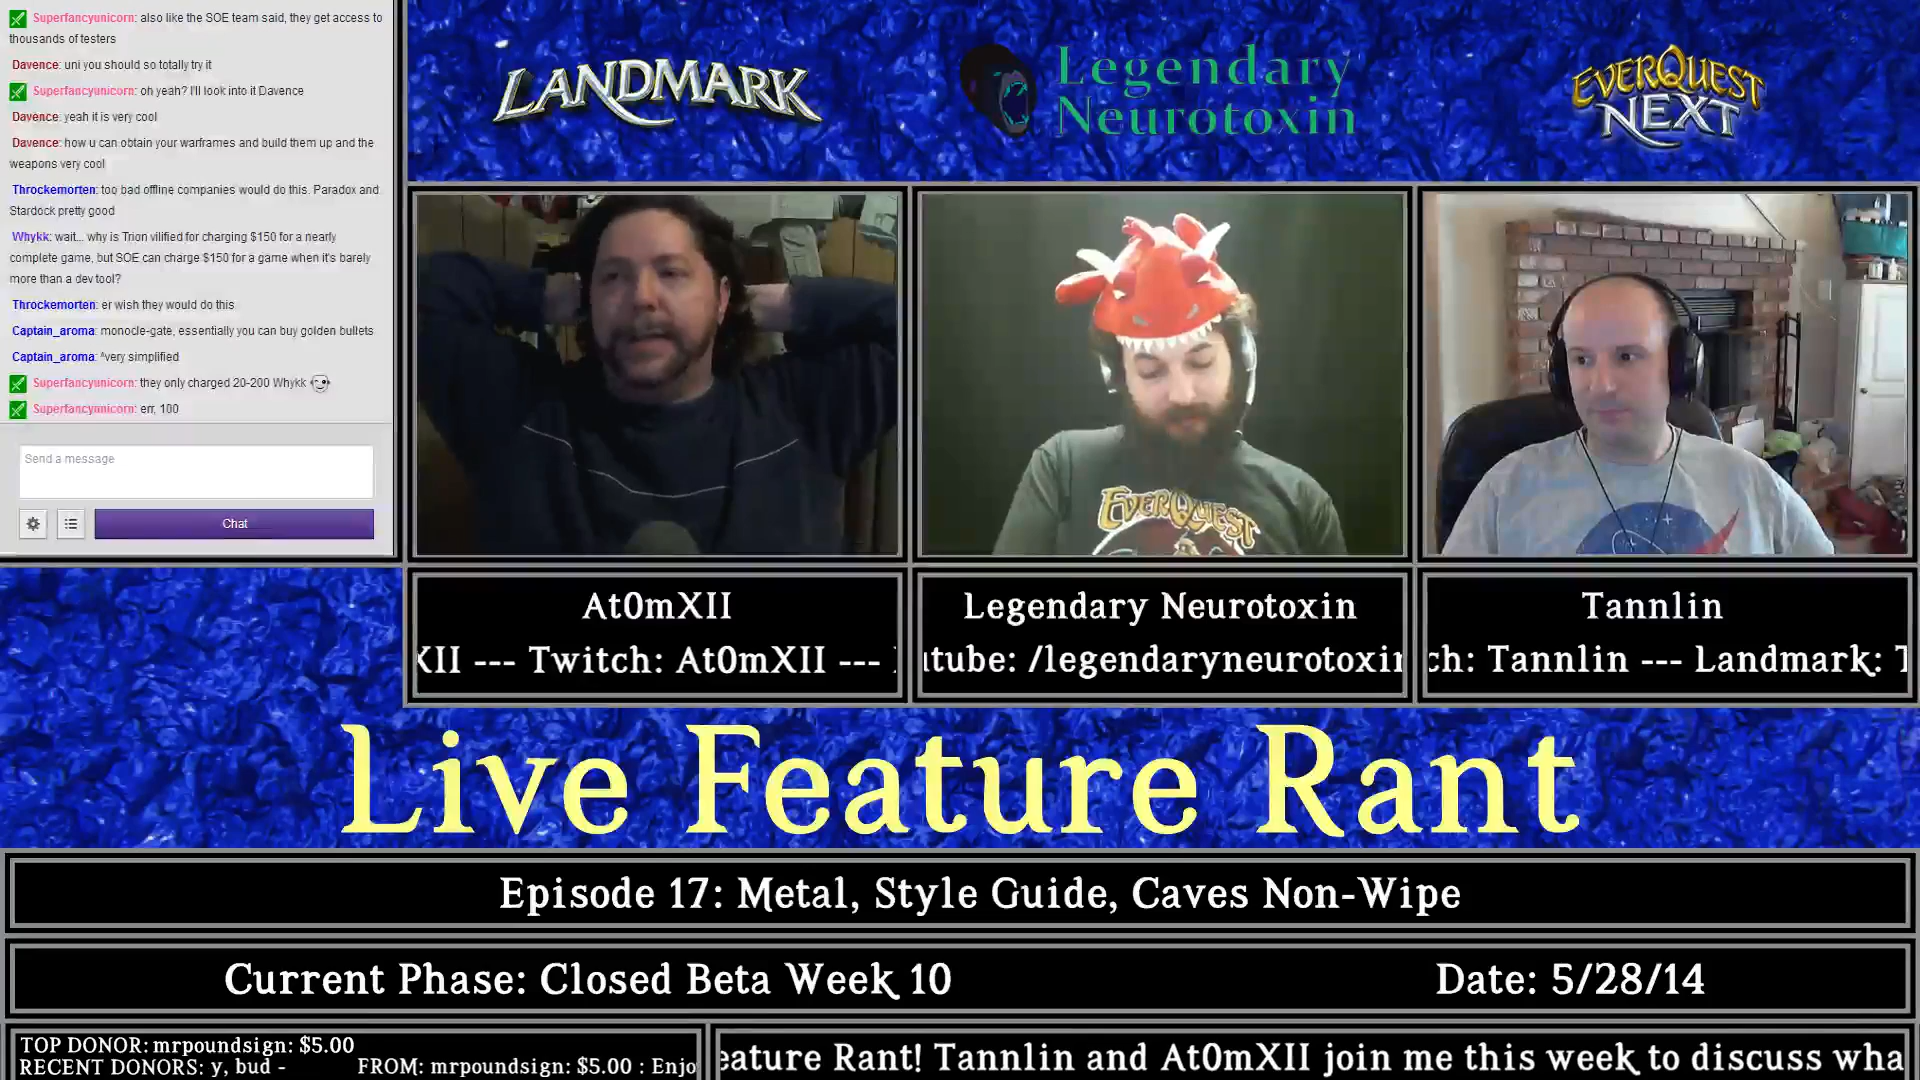 Superfancyunicorn: also like the SOE team said, they get access to
thousands of testers
Davence: uni you should so totally try it
Superfancyunicorn: oh yeah? I'll look into it Davence
Davence: yeah it is very cool
Davence: how u can obtain your warframes and build them up and the
weapons very cool
Throckemorten: too bad offline companies would do this. Paradox and
Stardock pretty good
Whykk: wait... why is Trion vilified for charging $150 for a nearly
complete game, but SOE can charge $150 for a game when it's barely
more than a dev tool?
Throckemorten: er wish they would do this
Captain_aroma: monocle-gate, essentially you can buy golden bullets
Captain_aroma: ^very simplified
Superfancyunicorn: they only charged 20-200 Whykk
Superfancyunicorn: err, 100
Send a message
Chat
LANDMARK
Legendary
Neurotoxin
EVERQUEST
NEXT
EVERQUEST
At0mXII
XII --- Twitch: At0mXII ---
Legendary Neurotoxin
utube: /legendaryneurotoxin
Tannlin
ch: Tannlin --- Landmark: T
Live Feature Rant
Episode 17: Metal, Style Guide, Caves Non-Wipe
Current Phase: Closed Beta Week 10
Date: 5/28/14
TOP DONOR: mrpoundsign: $5.00
RECENT DONORS: y, bud -
FROM: mrpoundsign: $5.00 : Enjo
eature Rant! Tannlin and At0mXII join me this week to discuss wha